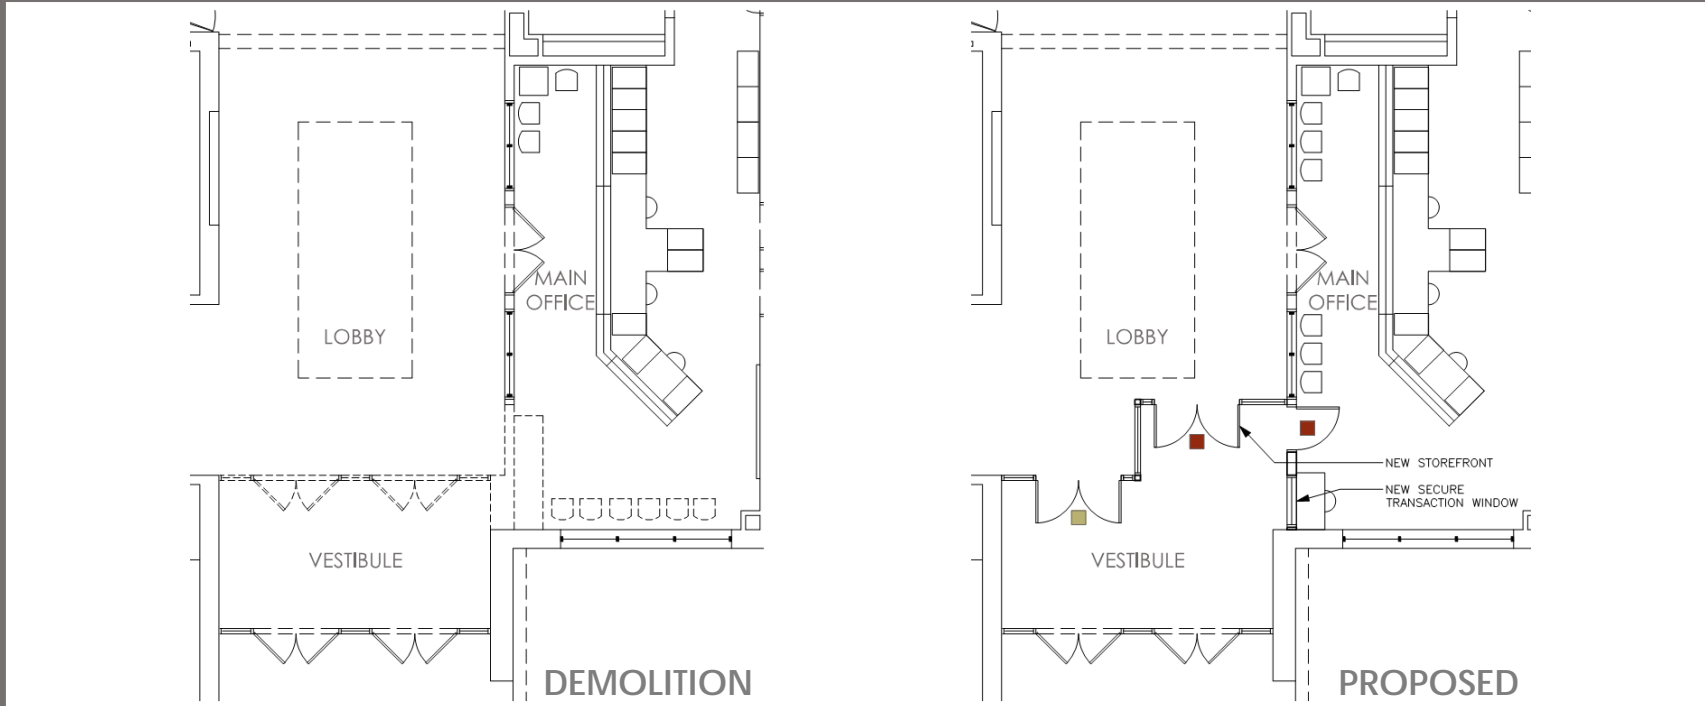 MAIN
OFFICE
LOBBY
VESTIBULE
DEMOLITION
MAIN
OFFICE
LOBBY
NEW STOREFRONT
NEW SECURE
TRANSACTION WINDOW
VESTIBULE
PROPOSED